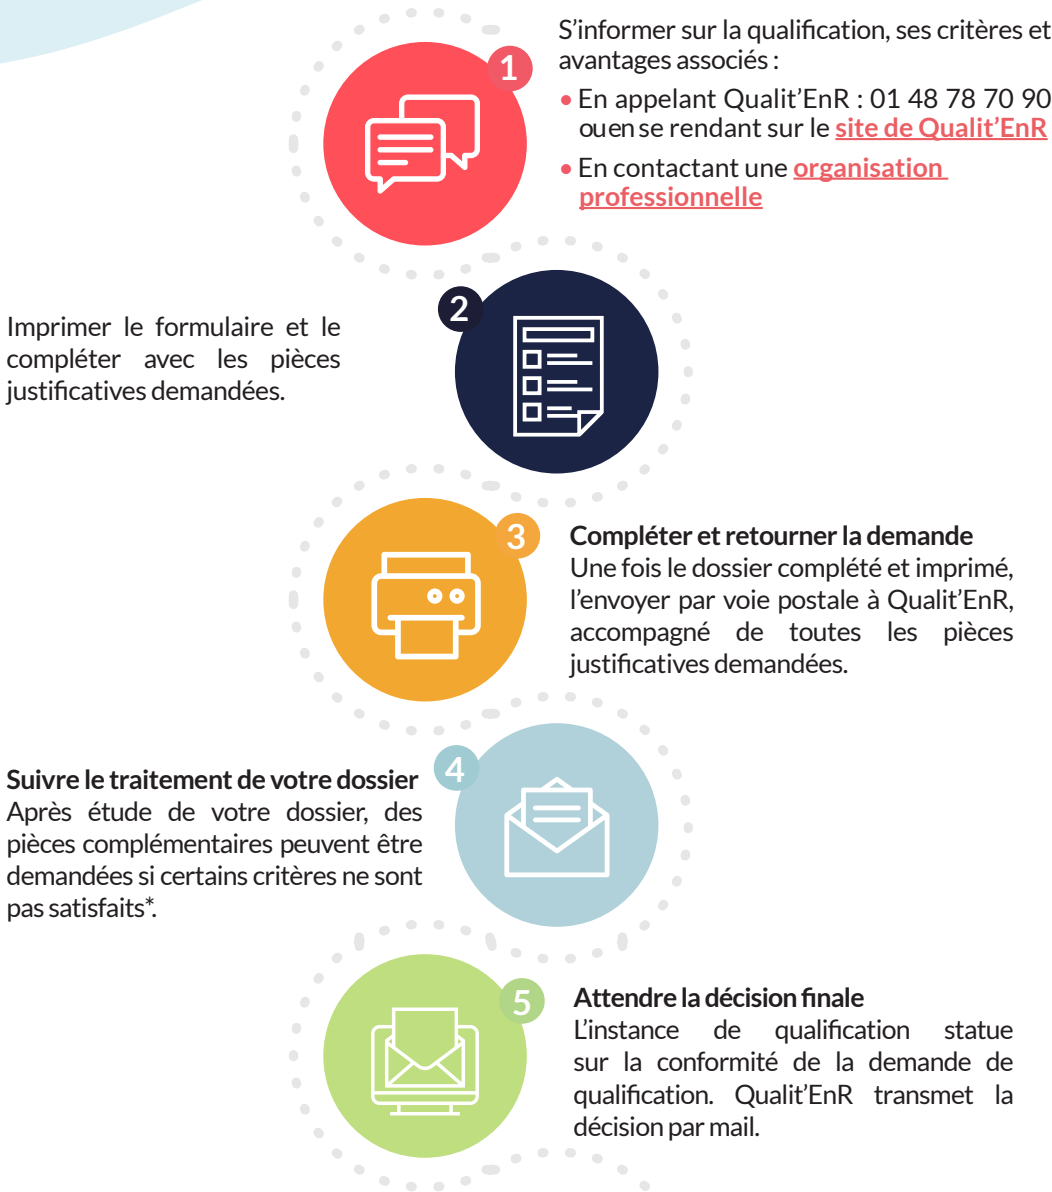 1
S’informer sur la qualification, ses critères et
avantages associés :
• En appelant Qualit’EnR : 01 48 78 70 90
ouen se rendant sur le site de Qualit’EnR
• En contactant une organisation
professionnelle
2
Imprimer le formulaire et le
compléter avec les pièces
justificatives demandées.
3
Compléter et retourner la demande
Une fois le dossier complété et imprimé,
l’envoyer par voie postale à Qualit’EnR,
accompagné de toutes les pièces
justificatives demandées.
4
Suivre le traitement de votre dossier
Après étude de votre dossier, des
pièces complémentaires peuvent être
demandées si certains critères ne sont
pas satisfaits*.
5
Attendre la décision finale
L’instance de qualification statue
sur la conformité de la demande de
qualification. Qualit’EnR transmet la
décision par mail.